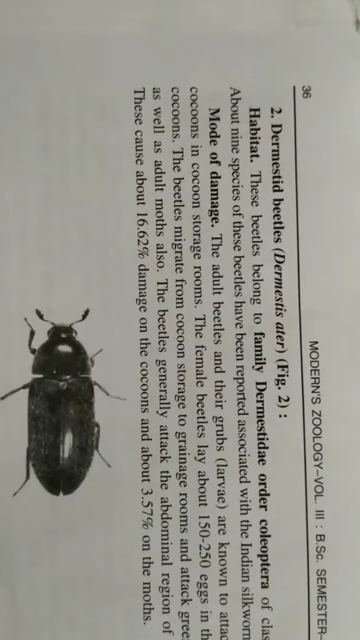 36
MODERN'S ZOOLOGY–VOL. III : B.Sc. SEMESTER-
2. Dermestid beetles (Dermestis ater) (Fig. 2) :
Habitat. These beetles belong to family Dermestidae order coleoptera of
About nine species of these beetles have been reported associated with the Indian
Mode of damage. The adult beetles and their grubs (larvae) are known to
cocoons in cocoon storage rooms. The female beetles lay about 150-250 eggs in
cocoons. The beetles migrate from cocoon storage to grainage rooms and attack
as well as adult moths also. The beetles generally attack the abdominal region of
These cause about 16.62% damage on the cocoons and about 3.57% on the moths.